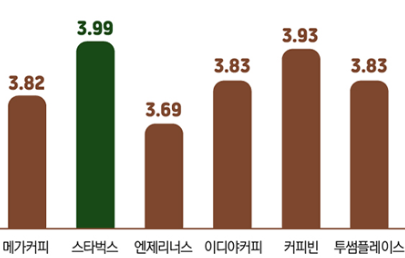 3.82 3.99 3.69 3.83 3.93 3.83
메가커피 스타벅스 엔제리너스 이디야커피 커피빈 투썸플레이스